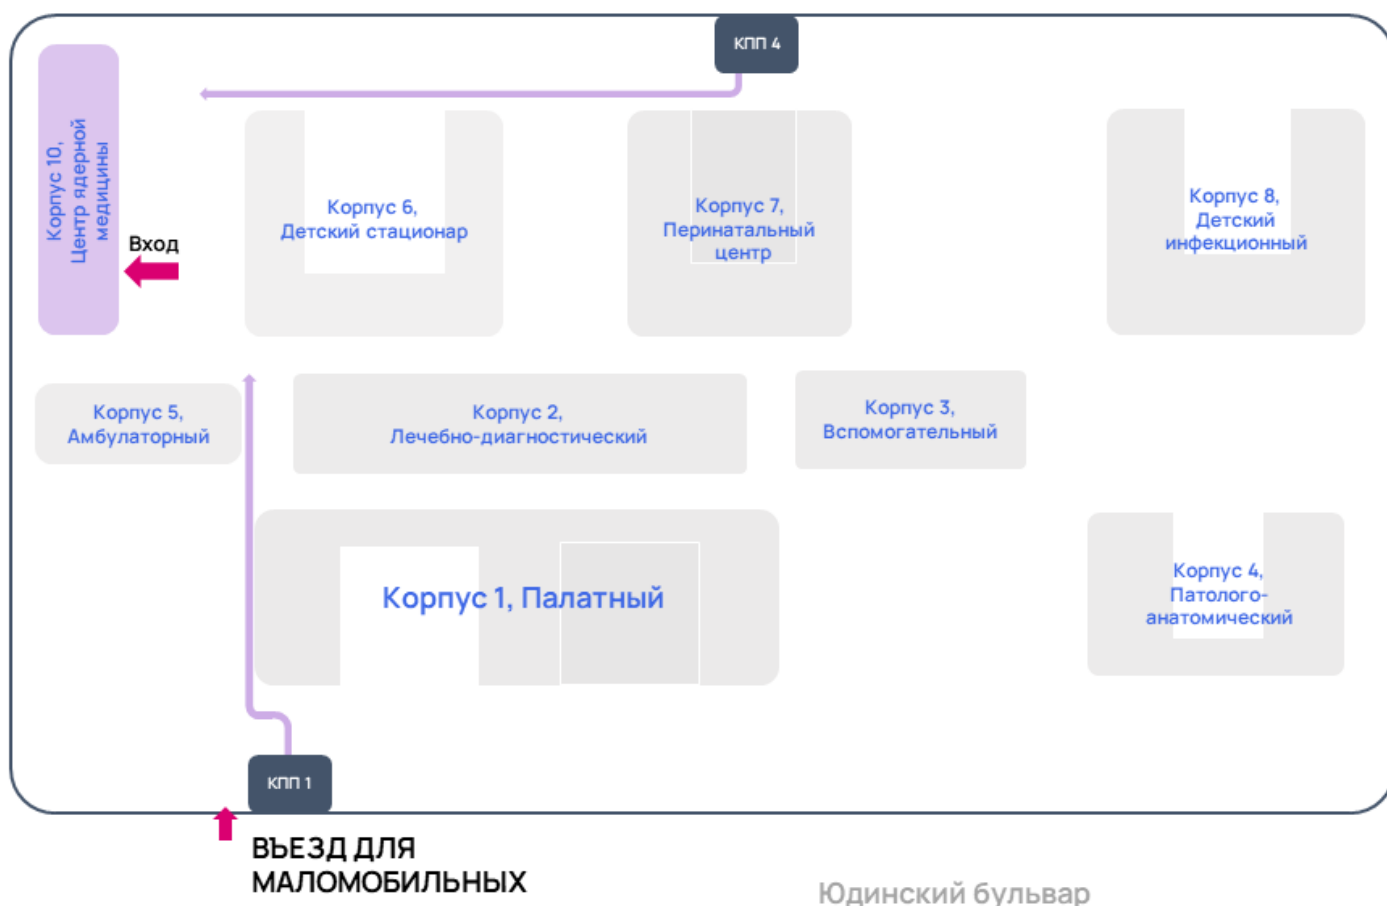 КПП 4
Корпус 10,
Центр ядерной
медицины
Вход
Корпус 6,
Детский стационар
Корпус 7,
Перинатальный
центр
Корпус 8,
Детский
инфекционный
Корпус 5,
Амбулаторный
Корпус 2,
Лечебно-диагностический
Корпус 3,
Вспомогательный
Корпус 1, Палатный
Корпус 4,
Патолого-
анатомический
КПП 1
ВЪЕЗД ДЛЯ
МАЛОМОБИЛЬНЫХ
Юдинский бульвар